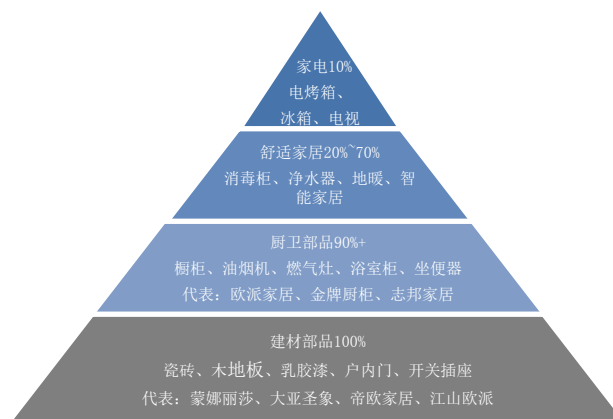 家电10%
电烤箱、
冰箱、电视
舒适家居20%~70%
消毒柜、净水器、地暖、智
能家居
厨卫部品90%+
橱柜、油烟机、燃气灶、浴室柜、坐便器
代表：欧派家居、金牌厨柜、志邦家居
建材部品100%
瓷砖、木地板、乳胶漆、户内门、开关插座
代表：蒙娜丽莎、大亚圣象、帝欧家居、江山欧派